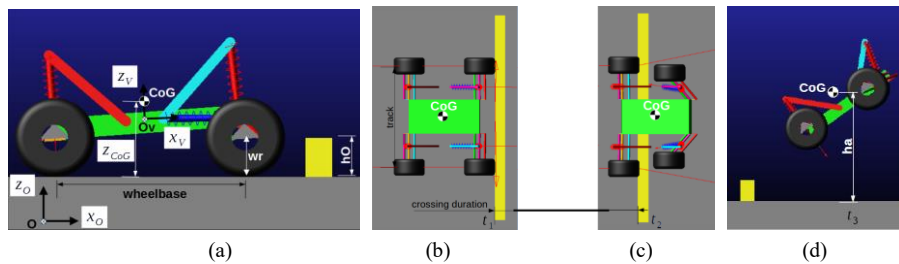 z_V
CoG
O_V
x_V
z_CoG
wr
hO
wheelbase
z_O
O
x_O
(a)
track
CoG
crossing duration
t_1
(b)
CoG
t_2
(c)
CoG
ha
t_3
(d)